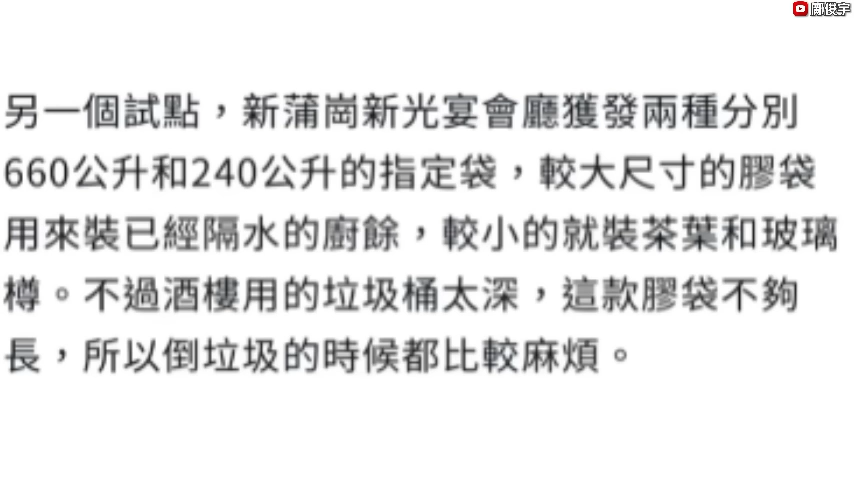 鄧俊宇
另一個試點，新蒲崗新光宴會廳獲發兩種分別
660公升和240公升的指定袋，較大尺寸的膠袋
用來裝已經隔水的廚餘，較小的就裝茶葉和玻璃
樽。不過酒樓用的垃圾桶太深，這款膠袋不夠
長，所以倒垃圾的時候都比較麻煩。